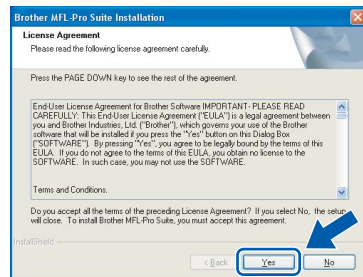 Brother MFL-Pro Suite Installation
License Agreement
Please read the following license agreement carefully.
Press the PAGE DOWN key to see the rest of the agreement.
End-User License Agreement for Brother Software IMPORTANT- PLEASE READ
CAREFULLY: This End-User License Agreement ("EULA") is a legal agreement between
you and Brother Industries, Ltd. ("Brother"), which governs your use of the Brother
software that will be installed if you press the "Yes" button on this Dialog Box
("SOFTWARE"). By pressing "Yes", you agree to be legally bound by the terms of this
EULA. If you do not agree to the terms of this EULA, you obtain no license to the
SOFTWARE. In such case, you may not use the SOFTWARE.
Terms and Conditions.
Do you accept all the terms of the preceding License Agreement? If you select No, the setup
will close. To install Brother MFL-Pro Suite, you must accept this agreement.
InstallShield
< Back
Yes
No